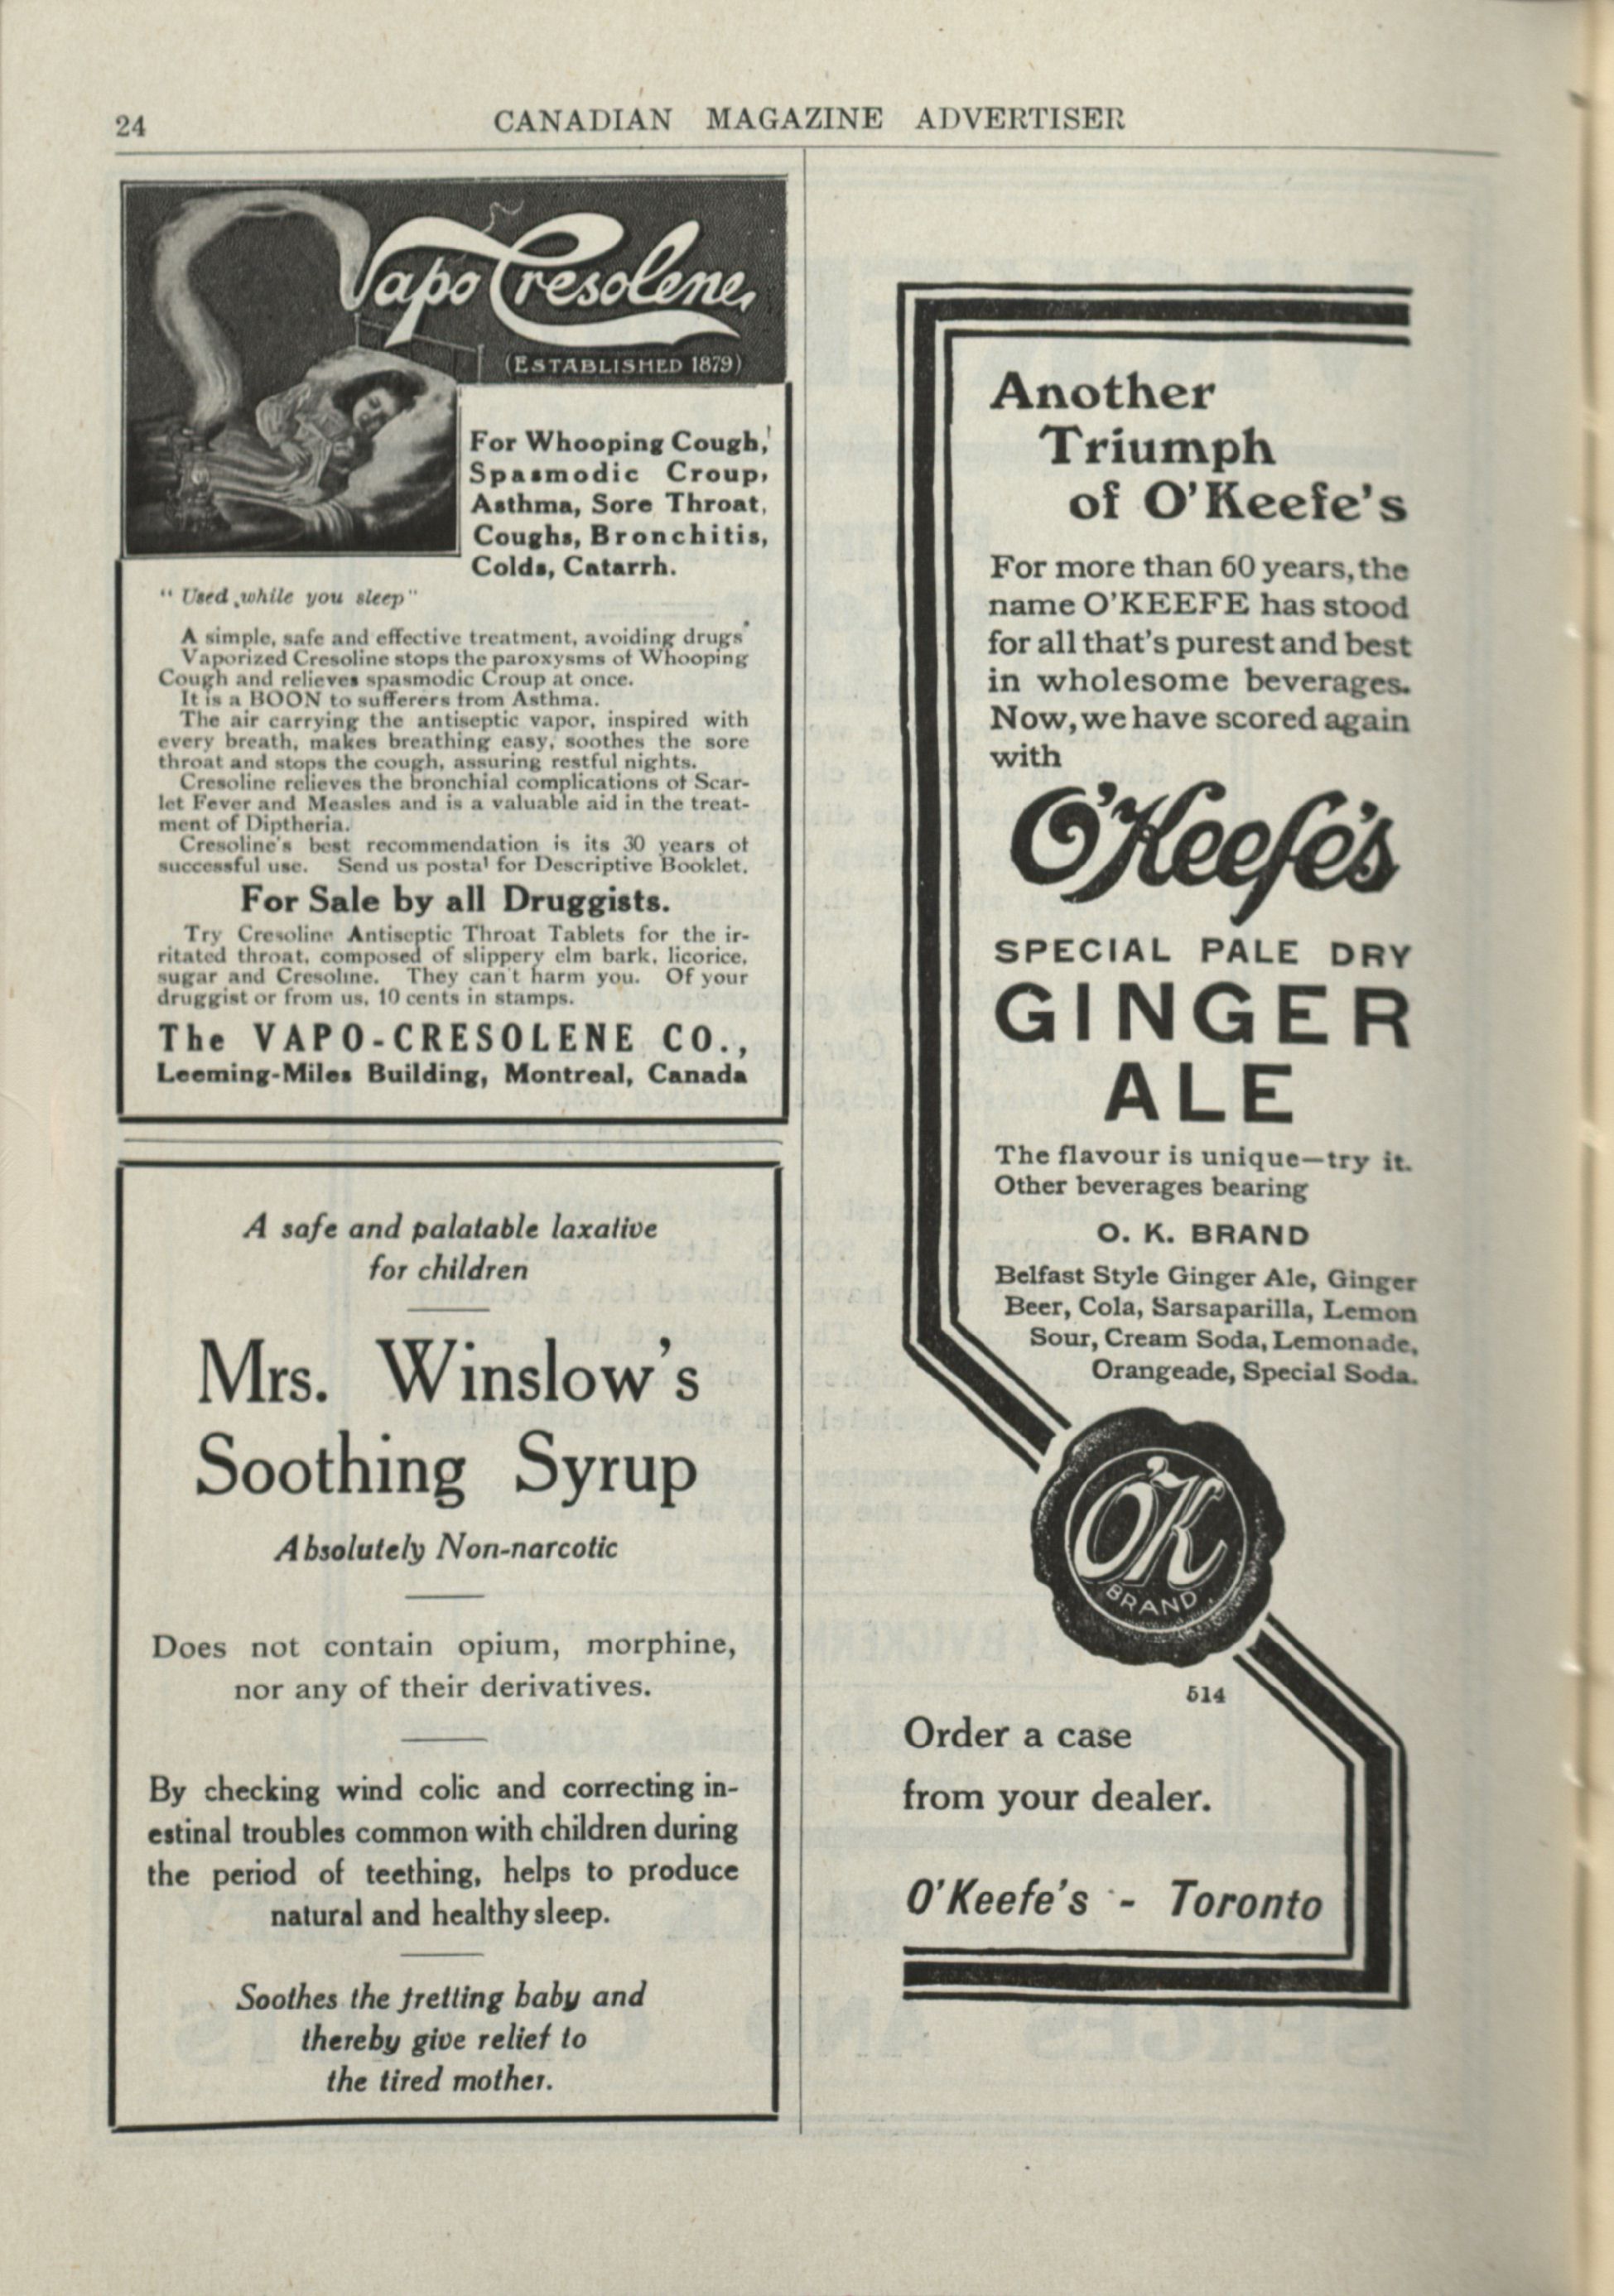 24
CANADIAN MAGAZINE ADVERTISER
Vapo Cresolene
(ESTABLISHED 1879)
For Whooping Cough,
Spasmodic Croup,
Asthma, Sore Throat,
Coughs, Bronchitis,
Colds, Catarrh.
"Used while you sleep"
A simple, safe and effective treatment, avoiding drugs
Vaporized Cresoline stops the paroxysms of Whooping
Cough and relieves spasmodic Croup at once.
It is a BOON to sufferers from Asthma.
The air carrying the antiseptic vapor, inspired with
every breath, makes breathing easy, soothes the sore
throat and stops the cough, assuring restful nights.
Cresoline relieves the bronchial complications of Scar-
let Fever and Measles and is a valuable aid in the treat-
ment of Diptheria.
Cresoline's best recommendation is its 30 years of
successful use. Send us postal for Descriptive Booklet.
For Sale by all Druggists.
Try Cresoline Antiseptic Throat Tablets for the ir-
ritated throat, composed of slippery elm bark, licorice,
sugar and Cresoline. They can't harm you. Of your
druggist or from us, 10 cents in stamps.
The VAPO-CRESOLENE CO.,
Leeming-Miles Building, Montreal, Canada
A safe and palatable laxative
for children
Mrs. Winslow's
Soothing Syrup
Absolutely Non-narcotic
Does not contain opium, morphine,
nor any of their derivatives.
By checking wind colic and correcting in-
estinal troubles common with children during
the period of teething, helps to produce
natural and healthy sleep.
Soothes the fretting baby and
thereby give relief to
the tired mother.
Another
Triumph
of O'Keefe's
For more than 60 years, the
name O'KEEFE has stood
for all that's purest and best
in wholesome beverages.
Now, we have scored again
with
O'Keefe's
SPECIAL PALE DRY
GINGER
ALE
The flavour is unique—try it.
Other beverages bearing
O. K. BRAND
Belfast Style Ginger Ale, Ginger
Beer, Cola, Sarsaparilla, Lemon
Sour, Cream Soda, Lemonade,
Orangeade, Special Soda.
O'K
BRAND
514
Order a case
from your dealer.
O'Keefe's - Toronto